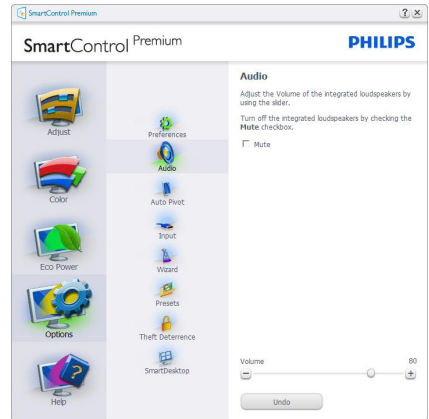 SmartControl Premium
? ×
SmartControl Premium
PHILIPS
Adjust
Color
Eco Power
Options
Help
Preferences
Audio
Auto Pivot
Input
Wizard
Presets
Theft Deterrence
SmartDesktop
Audio
Adjust the Volume of the integrated loudspeakers by
using the slider.
Turn off the integrated loudspeakers by checking the
Mute checkbox.
Mute
Volume 80
Undo